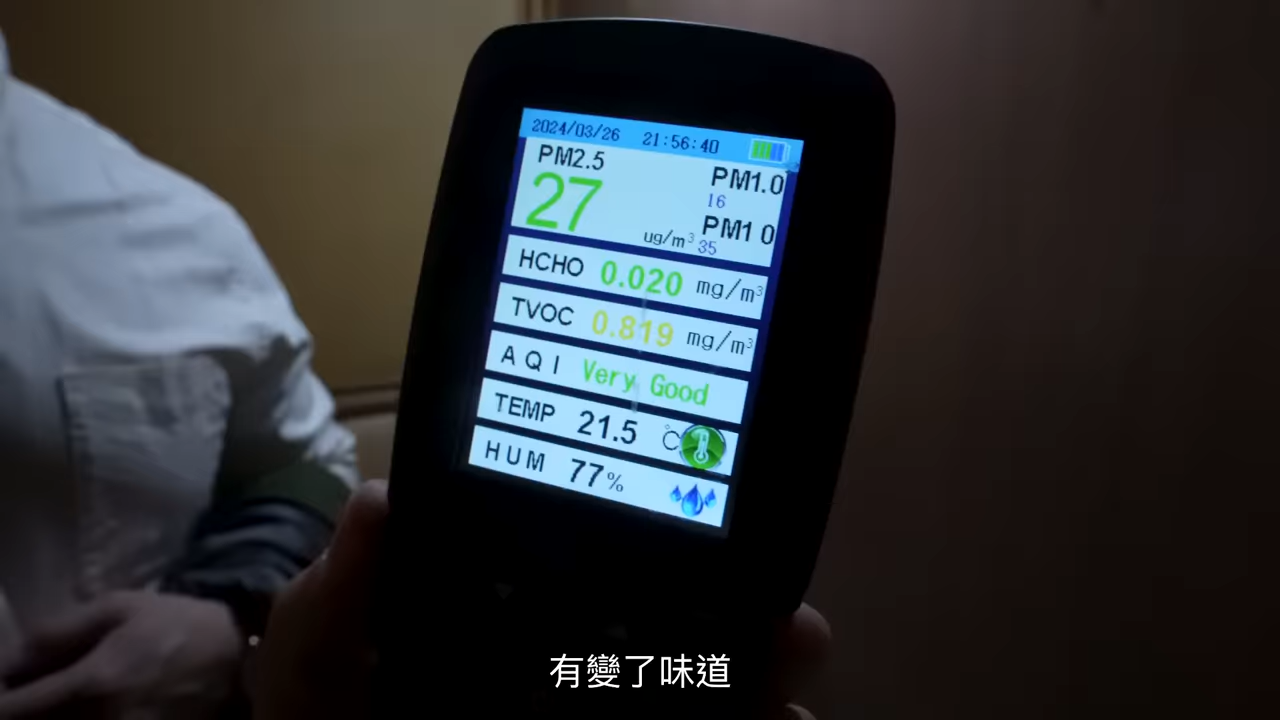 2024/03/26 21:56:40
PM2.5
27
PM1.0
16
ug/m³
PM1 0
35
HCHO 0.020 mg/m³
TVOC 0.819 mg/m³
AQI Very Good
TEMP 21.5 ℃
HUM 77%
有變了味道